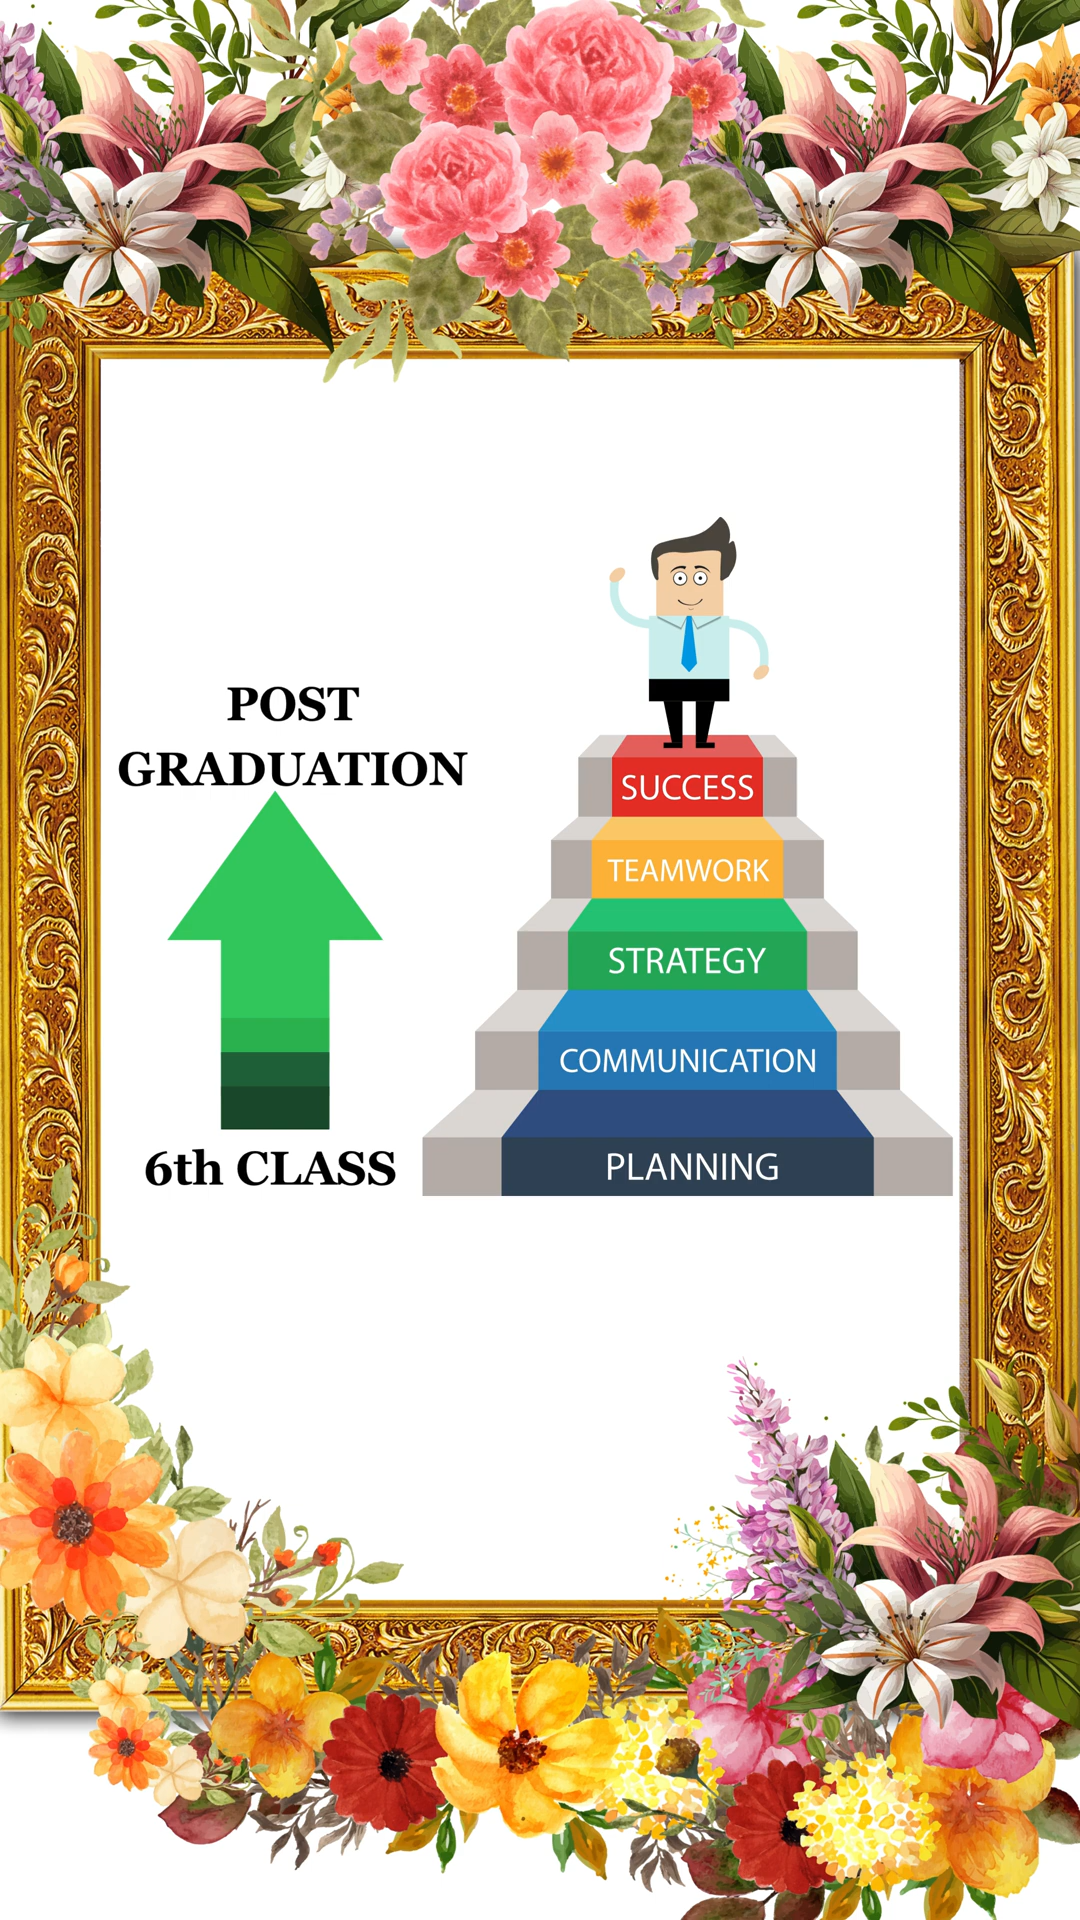 POST
GRADUATION
6th CLASS
SUCCESS
TEAMWORK
STRATEGY
COMMUNICATION
PLANNING